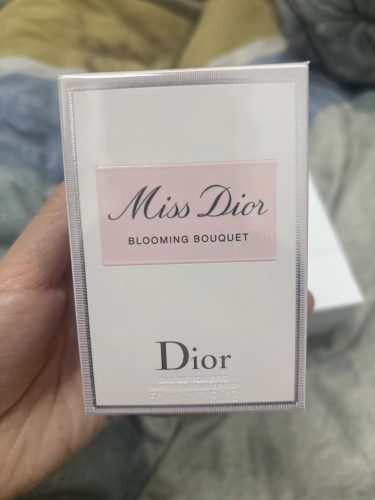 Miss Dior
BLOOMING BOUQUET
Dior
EAU DE TOILETTE